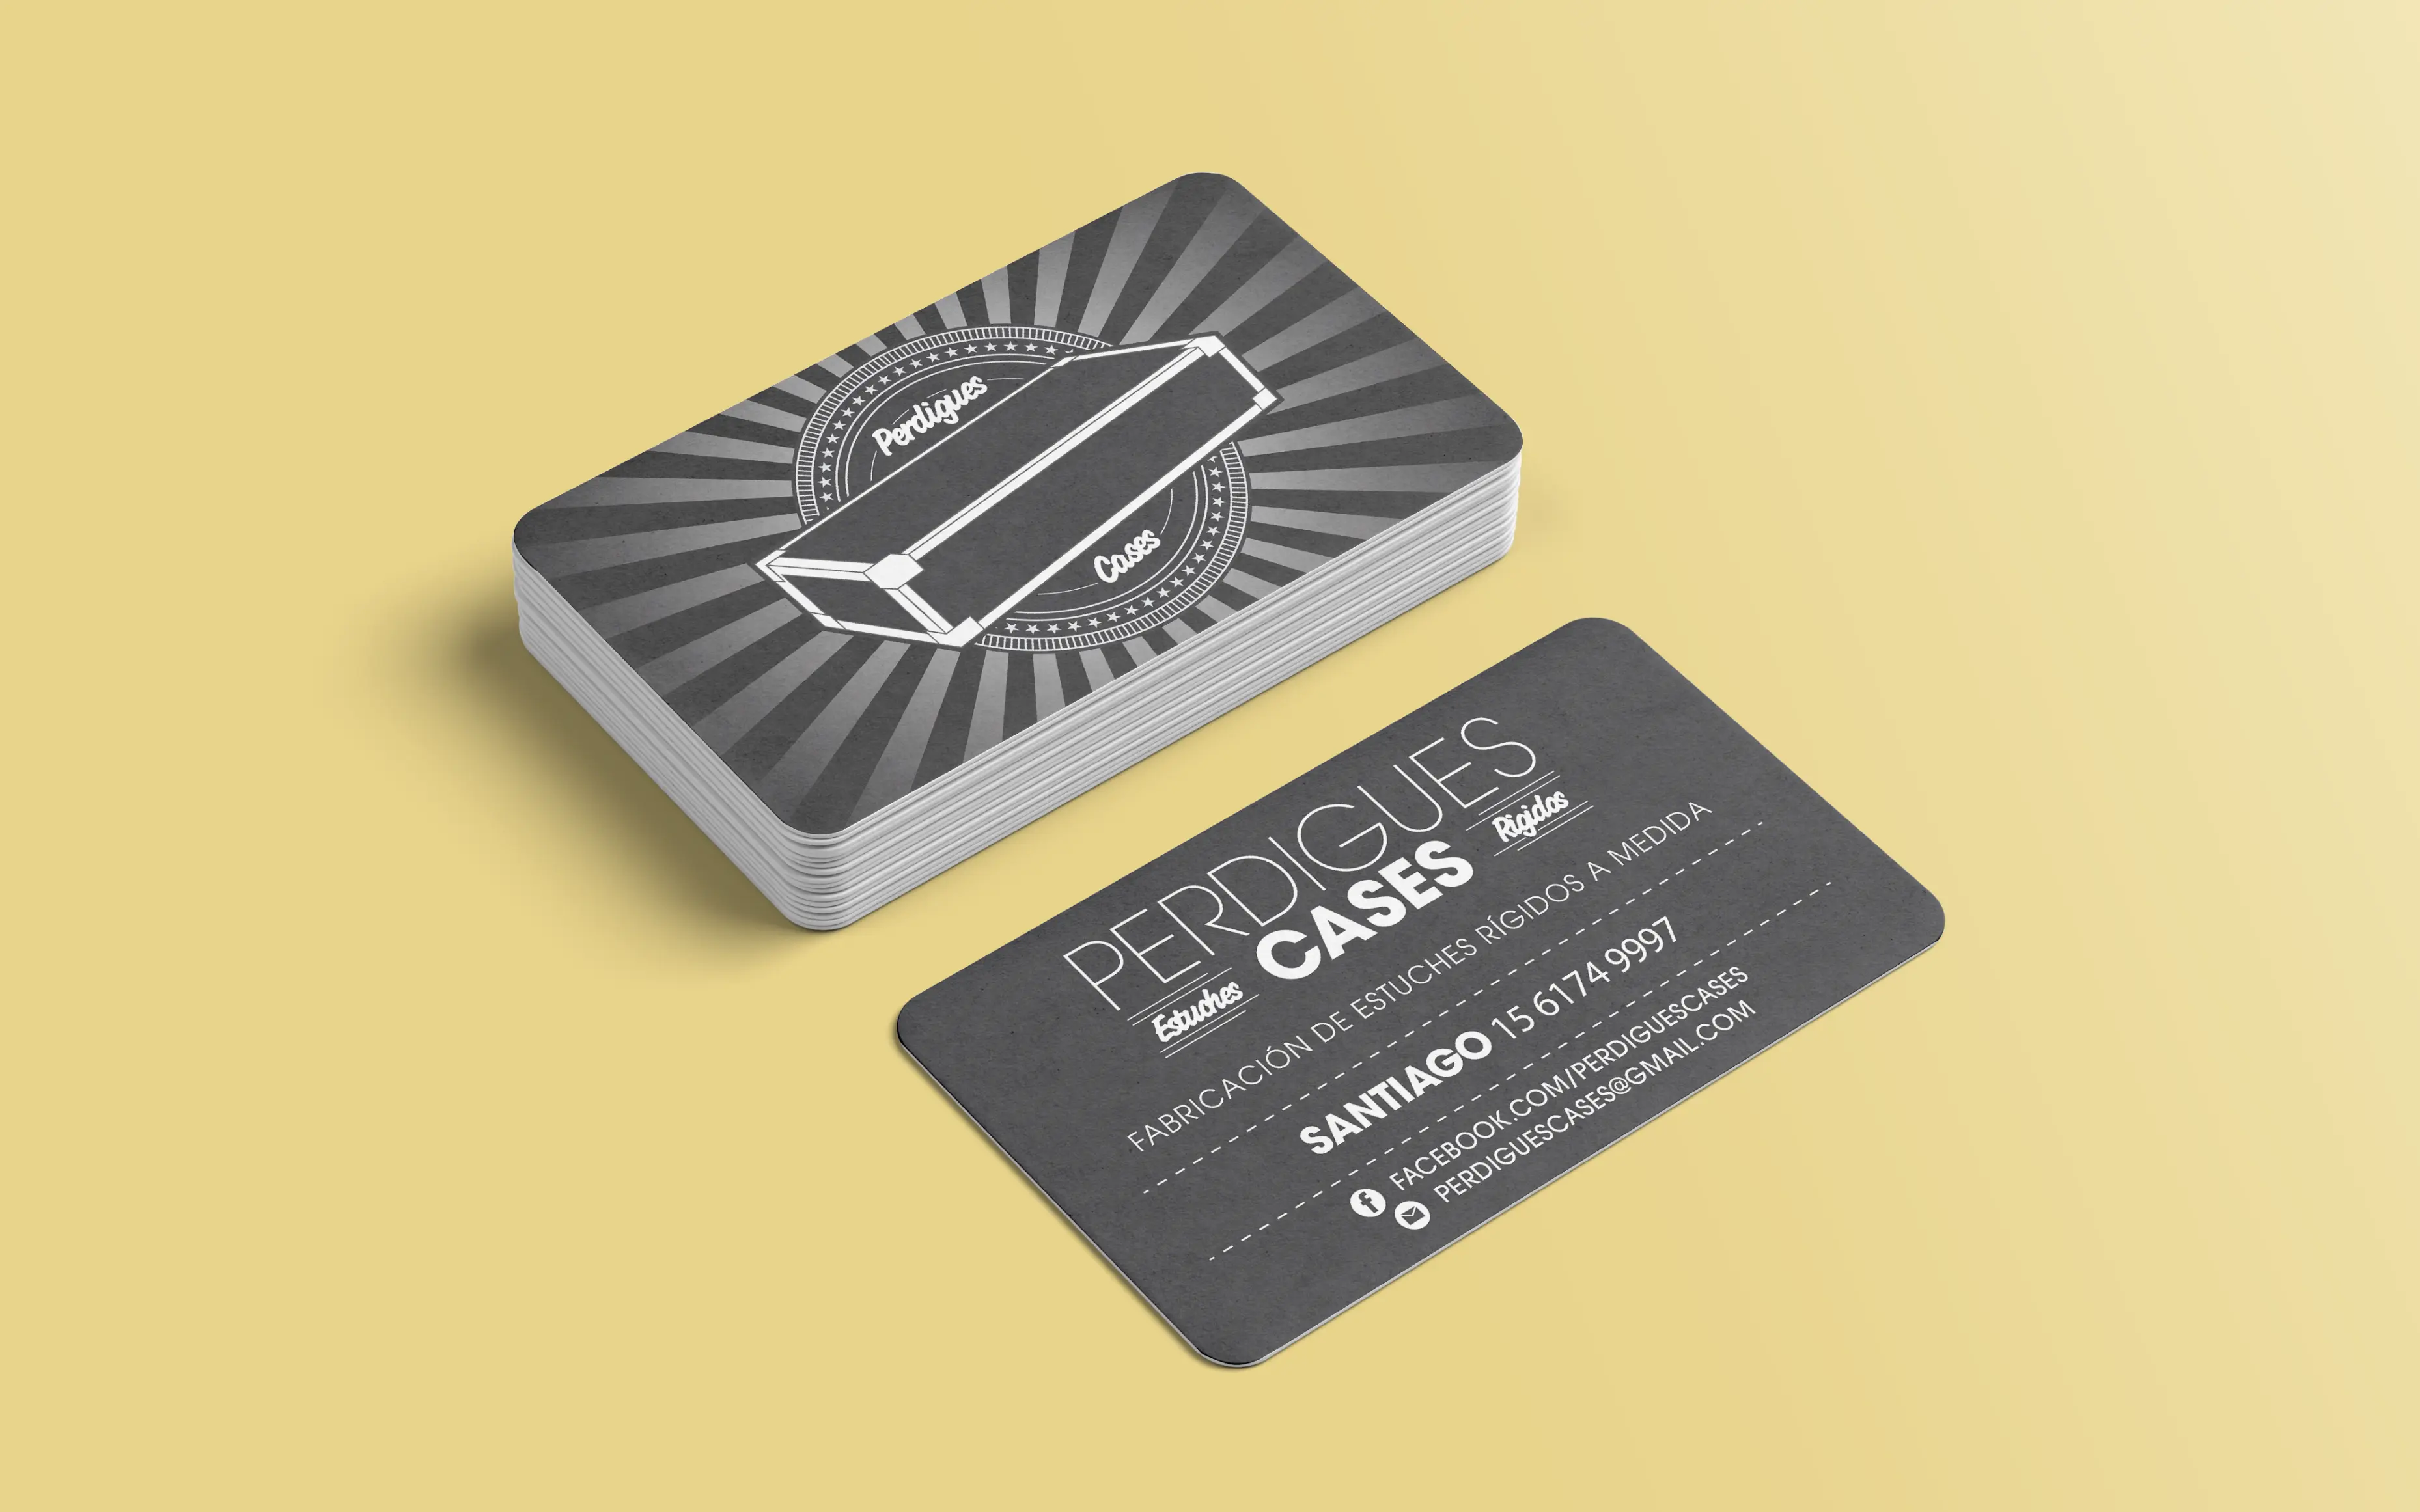 Perdigues
Cases
PERDIGUES
Estuches CASES Rigidos
FABRICACIÓN DE ESTUCHES RÍGIDOS A MEDIDA
SANTIAGO 15 6174 9997
FACEBOOK.COM/PERDIGUESCASES
PERDIGUESCASES@GMAIL.COM